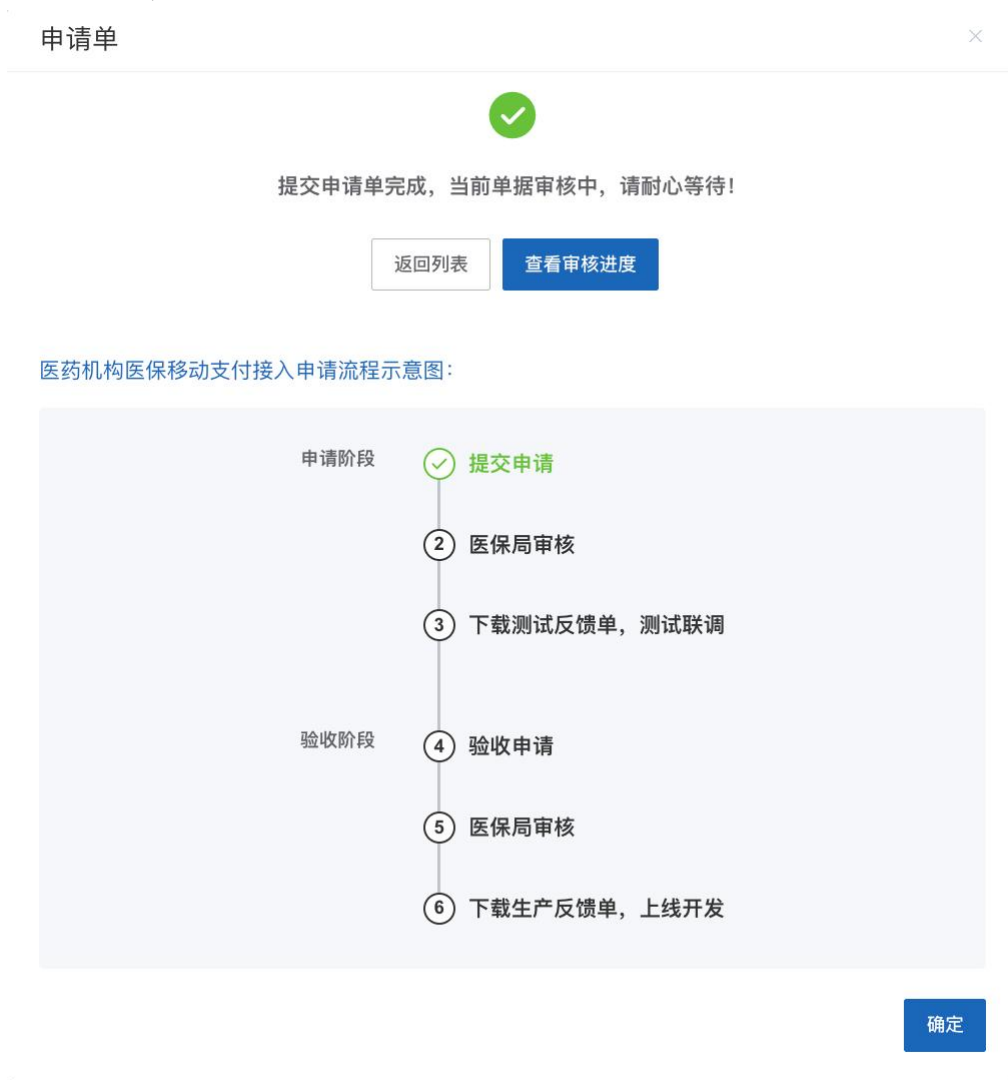 申请单
提交申请单完成，当前单据审核中，请耐心等待！
返回列表 查看审核进度
医药机构医保移动支付接入申请流程示意图：
申请阶段 提交申请
2 医保局审核
3 下载测试反馈单，测试联调
验收阶段 4 验收申请
5 医保局审核
6 下载生产反馈单，上线开发
确定